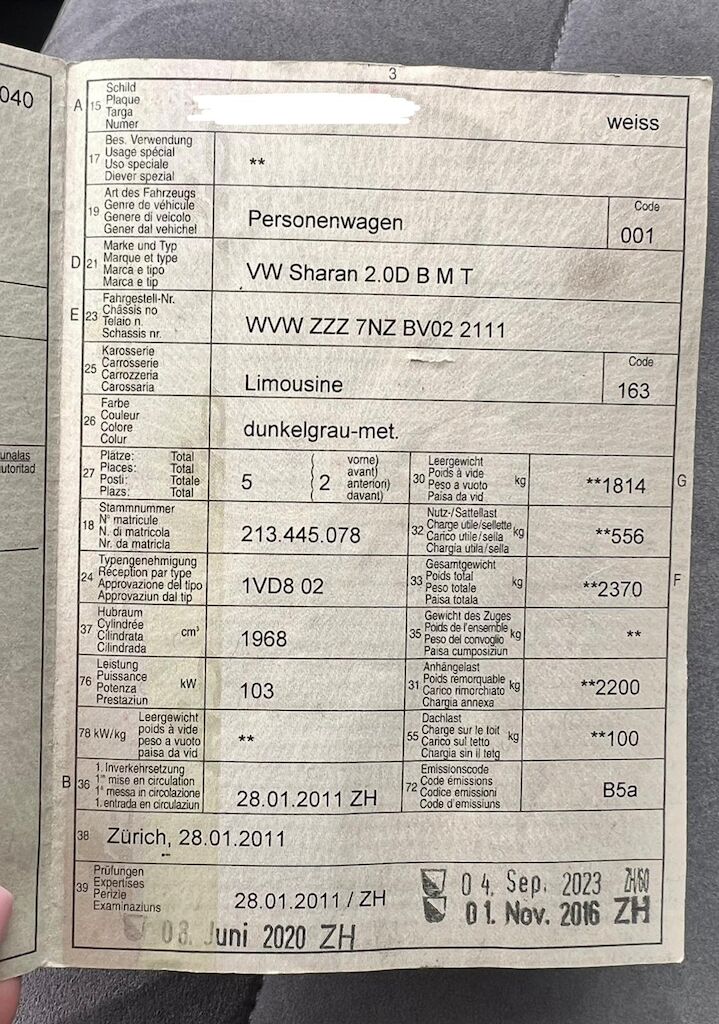 3
040
A 15 Schild
Plaque
Targa
Numer
weiss
17 Bes. Verwendung
Usage spécial
Uso speciale
Diever spezial
**
19 Art des Fahrzeugs
Genre de véhicule
Genere di veicolo
Gener dal vehichel
Personenwagen
Code
001
D 21 Marke und Typ
Marque et type
Marca e tipo
Marca e tip
VW Sharan 2.0D B M T
E 23 Fahrgestell-Nr.
Châssis no
Telaio n.
Schassis nr.
WVW ZZZ 7NZ BV02 2111
25 Karosserie
Carrosserie
Carrozzeria
Carossaria
Limousine
Code
163
26 Farbe
Couleur
Colore
Colur
dunkelgrau-met.
unalas
autoritad
27 Plätze: Total
Places: Total
Posti: Totale
Plazs: Total
5
2
vorne)
avant)
anteriori)
davant)
30 Leergewicht
Poids à vide
Peso a vuoto
Paisa da vid
kg
**1814
G
18 Stammnummer
N° matricule
N. di matricola
Nr. da matricla
213.445.078
32 Nutz-/Sattellast
Charge utile/sellette
Carico utile/sella
Chargia utila/sella
kg
**556
24 Typengenehmigung
Réception par type
Approvazione del tipo
Approvaziun dal tip
1VD8 02
33 Gesamtgewicht
Poids total
Peso totale
Paisa totala
kg
**2370
F
37 Hubraum
Cylindrée
Cilindrata
Cilindrada
cm³
1968
35 Gewicht des Zuges
Poids de l'ensemble
Peso del convoglio
Paisa cumposiziun
kg
**
76 Leistung
Puissance
Potenza
Prestaziun
kW
103
31 Anhängelast
Poids remorquable
Carico rimorchiato
Chargia annexa
kg
**2200
78 kW/kg
Leergewicht
poids à vide
peso a vuoto
paisa da vid
**
55 Dachlast
Charge sur le toit
Carico sul tetto
Chargia sin il tetg
kg
**100
B 36 1. Inverkehrsetzung
1re mise en circulation
1a messa in circolazione
1. entrada en circulaziun
28.01.2011 ZH
72 Emissionscode
Code émissions
Codice emissioni
Code d'emissiuns
B5a
38 Zürich, 28.01.2011
39 Prüfungen
Expertises
Perizie
Examinaziuns
28.01.2011 / ZH
04. Sep. 2023 ZH/60
01. Nov. 2016 ZH
08. Juni 2020 ZH